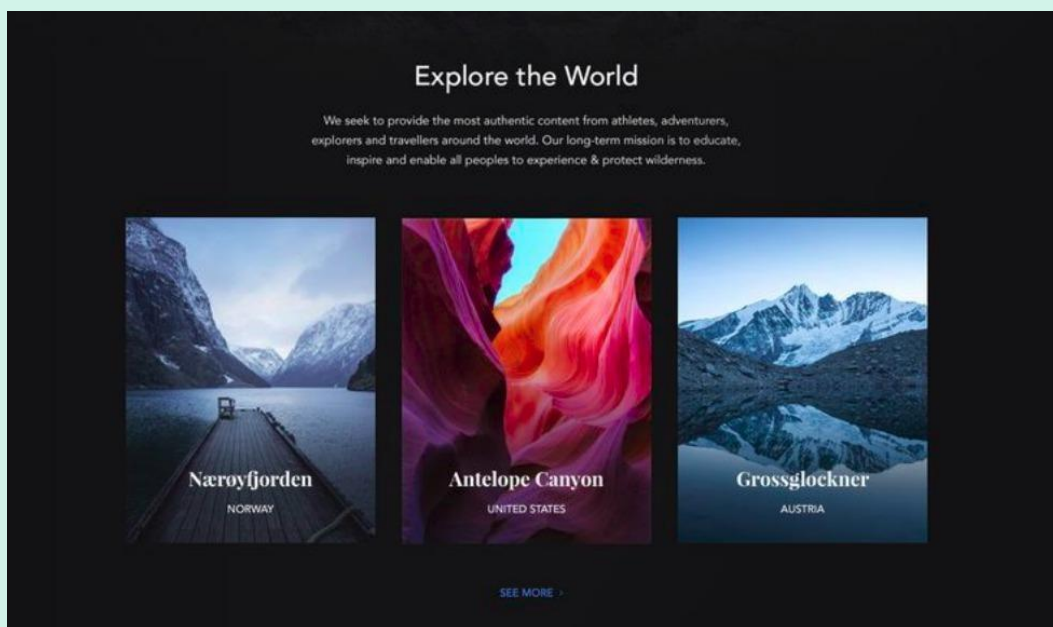 Explore the World
We seek to provide the most authentic content from athletes, adventurers,
explorers and travellers around the world. Our long-term mission is to educate,
inspire and enable all peoples to experience & protect wilderness.
Nærøyfjorden
NORWAY
Antelope Canyon
UNITED STATES
Grossglockner
AUSTRIA
SEE MORE >